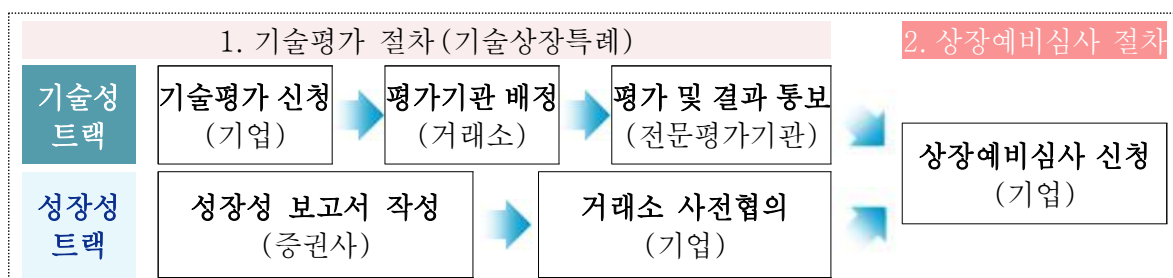 1. 기술평가 절차(기술상장특례)
2. 상장예비심사 절차
기술성
트랙
기술평가 신청
(기업)
평가기관 배정
(거래소)
평가 및 결과 통보
(전문평가기관)
상장예비심사 신청
(기업)
성장성
트랙
성장성 보고서 작성
(증권사)
거래소 사전협의
(기업)